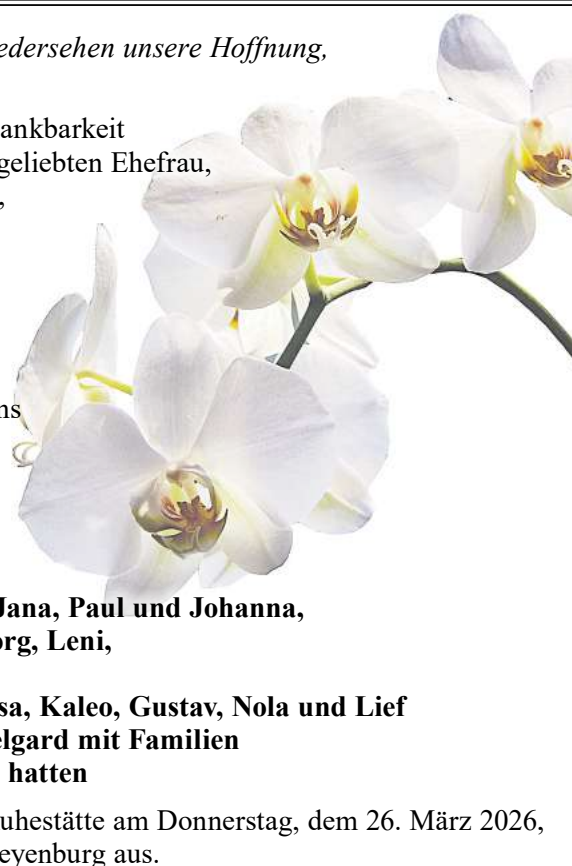 edersehen unsere Hoffnung,
ankbarkeit
geliebten Ehefrau,
,
ns
Jana, Paul und Johanna,
org, Leni,
sa, Kaleo, Gustav, Nola und Lief
elgard mit Familien
hatten
uhestätte am Donnerstag, dem 26. März 2026,
eyenburg aus.